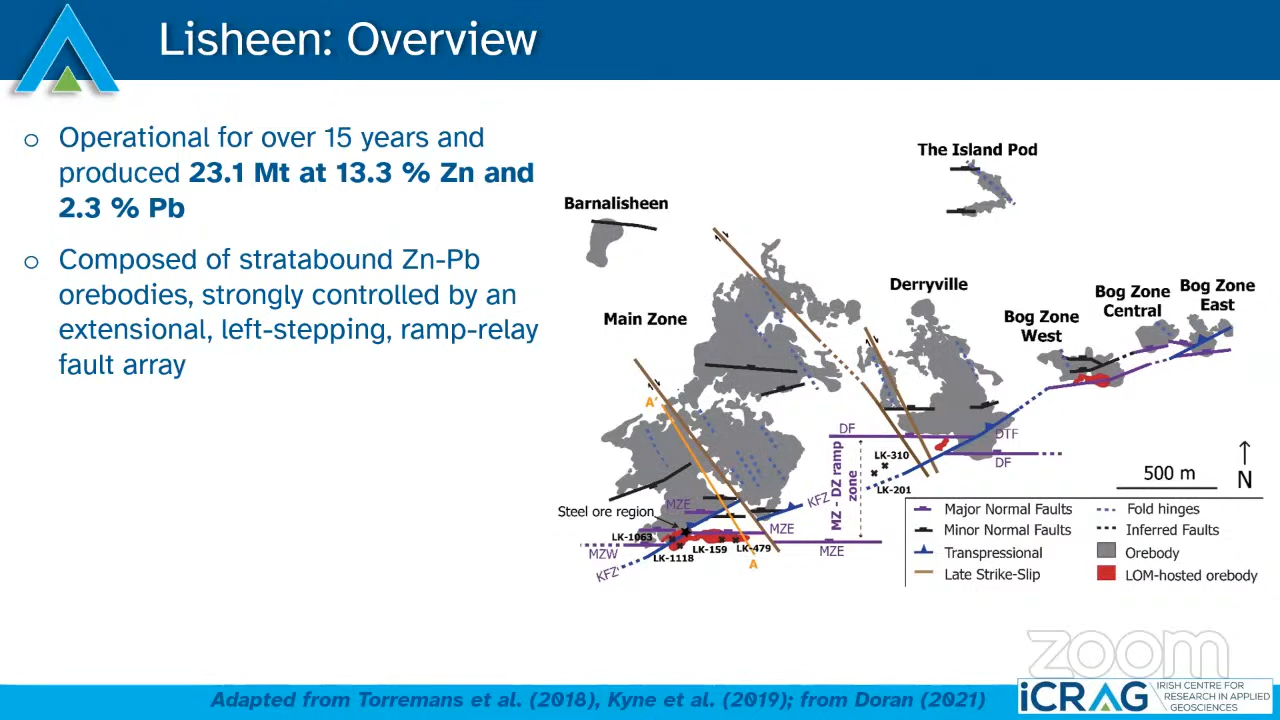 Lisheen: Overview
o Operational for over 15 years and
produced 23.1 Mt at 13.3 % Zn and
2.3 % Pb
o Composed of stratabound Zn-Pb
orebodies, strongly controlled by an
extensional, left-stepping, ramp-relay
fault array
The Island Pod
Barnalisheen
Main Zone
Derryville
Bog Zone
West
Bog Zone
Central
Bog Zone
East
A'
DF
DTF
DF
LK-310
LK-201
MZ - DZ ramp
zone
KFZ
MZE
MZE
MZE
Steel ore region
LK-1063
LK-159
LK-479
LK-1118
MZW
KFZ
A
500 m
N
Major Normal Faults
Minor Normal Faults
Transpressional
Late Strike-Slip
Fold hinges
Inferred Faults
Orebody
LOM-hosted orebody
zoom
Adapted from Torremans et al. (2018), Kyne et al. (2019); from Doran (2021)
iCRAG
IRISH CENTRE FOR
RESEARCH IN APPLIED
GEOSCIENCES